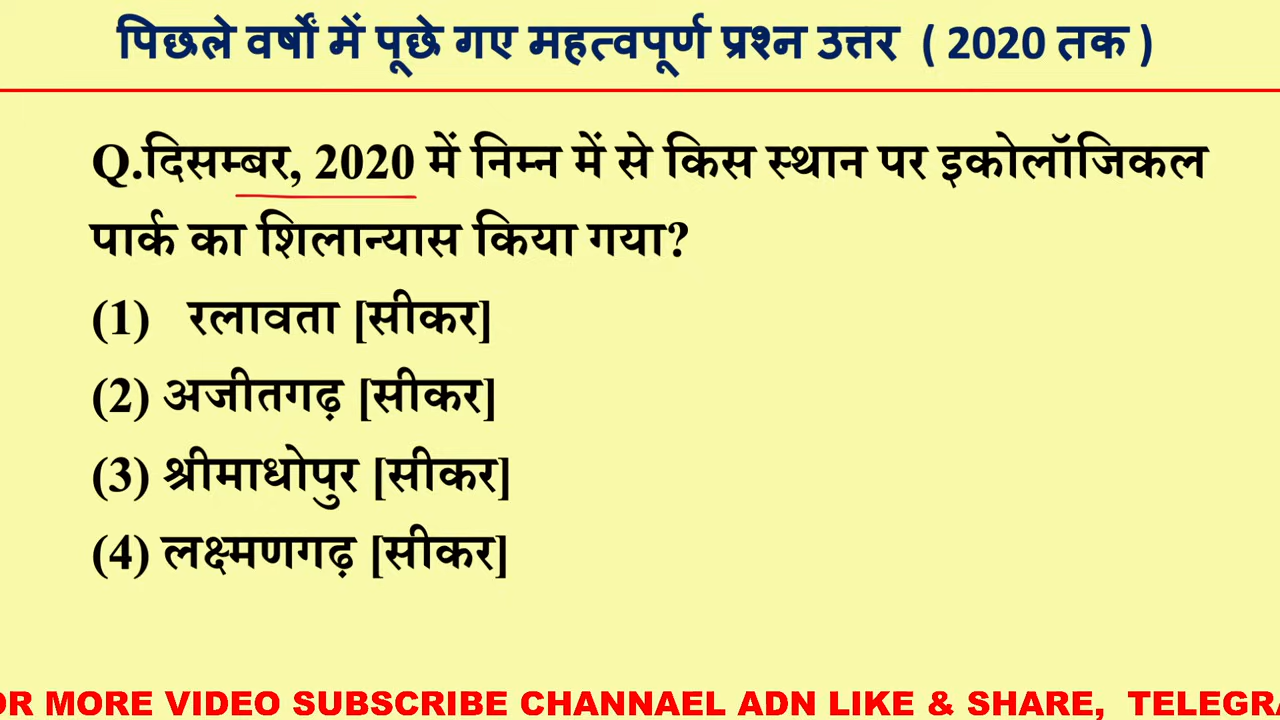 पिछले वर्षों में पूछे गए महत्वपूर्ण प्रश्न उत्तर ( 2020 तक )
Q.दिसम्बर, 2020 में निम्न में से किस स्थान पर इकोलॉजिकल
पार्क का शिलान्यास किया गया?
(1) रलावता [सीकर]
(2) अजीतगढ़ [सीकर]
(3) श्रीमाधोपुर [सीकर]
(4) लक्ष्मणगढ़ [सीकर]
OR MORE VIDEO SUBSCRIBE CHANNAEL ADN LIKE & SHARE, TELEGRA